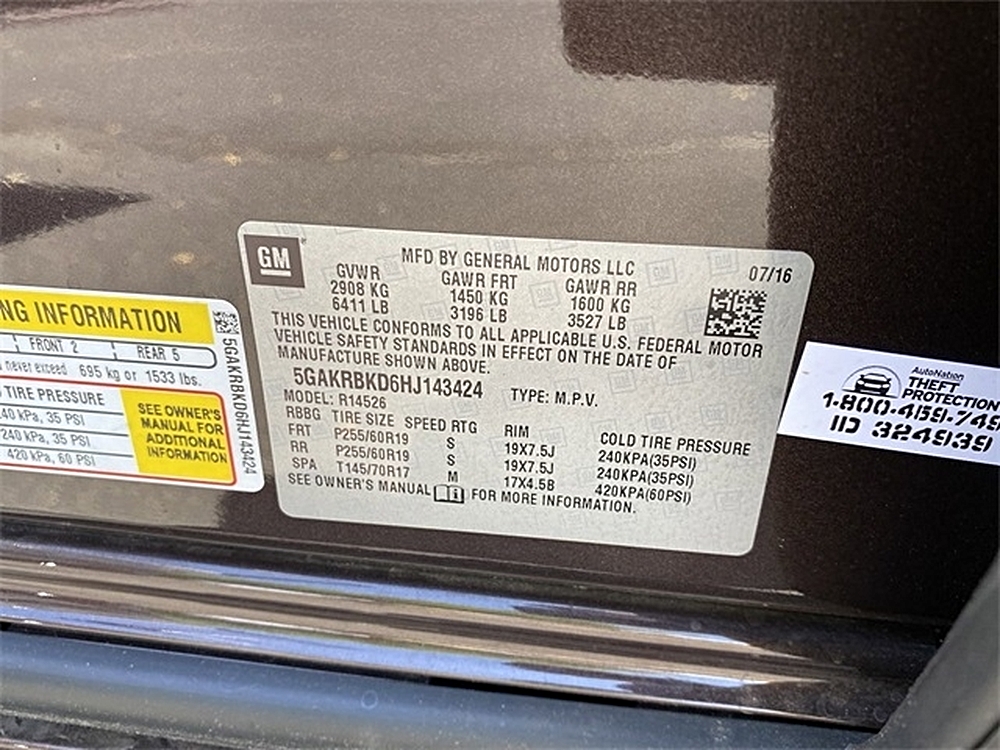 GM
MFD BY GENERAL MOTORS LLC
07/16
GVWR GAWR FRT GAWR RR
2908 KG 1450 KG 1600 KG
6411 LB 3196 LB 3527 LB
THIS VEHICLE CONFORMS TO ALL APPLICABLE U.S. FEDERAL MOTOR
VEHICLE SAFETY STANDARDS IN EFFECT ON THE DATE OF
MANUFACTURE SHOWN ABOVE.
5GAKRBKD6HJ143424 TYPE: M.P.V.
MODEL: R14526
RBBG TIRE SIZE SPEED RTG RIM COLD TIRE PRESSURE
FRT P255/60R19 S 19X7.5J 240KPA(35PSI)
RR P255/60R19 S 19X7.5J 240KPA(35PSI)
SPA T145/70R17 M 17X4.5B 420KPA(60PSI)
SEE OWNER'S MANUAL FOR MORE INFORMATION.
NG INFORMATION
FRONT 2 REAR 5
never exceed 695 kg or 1533 lbs.
TIRE PRESSURE
240 kPa, 35 PSI
240 kPa, 35 PSI
420 kPa, 60 PSI
SEE OWNER'S
MANUAL FOR
ADDITIONAL
INFORMATION
5GAKRBKD6HJ143424
AutoNation
THEFT
PROTECTION
1-800-459-749
ID 324939